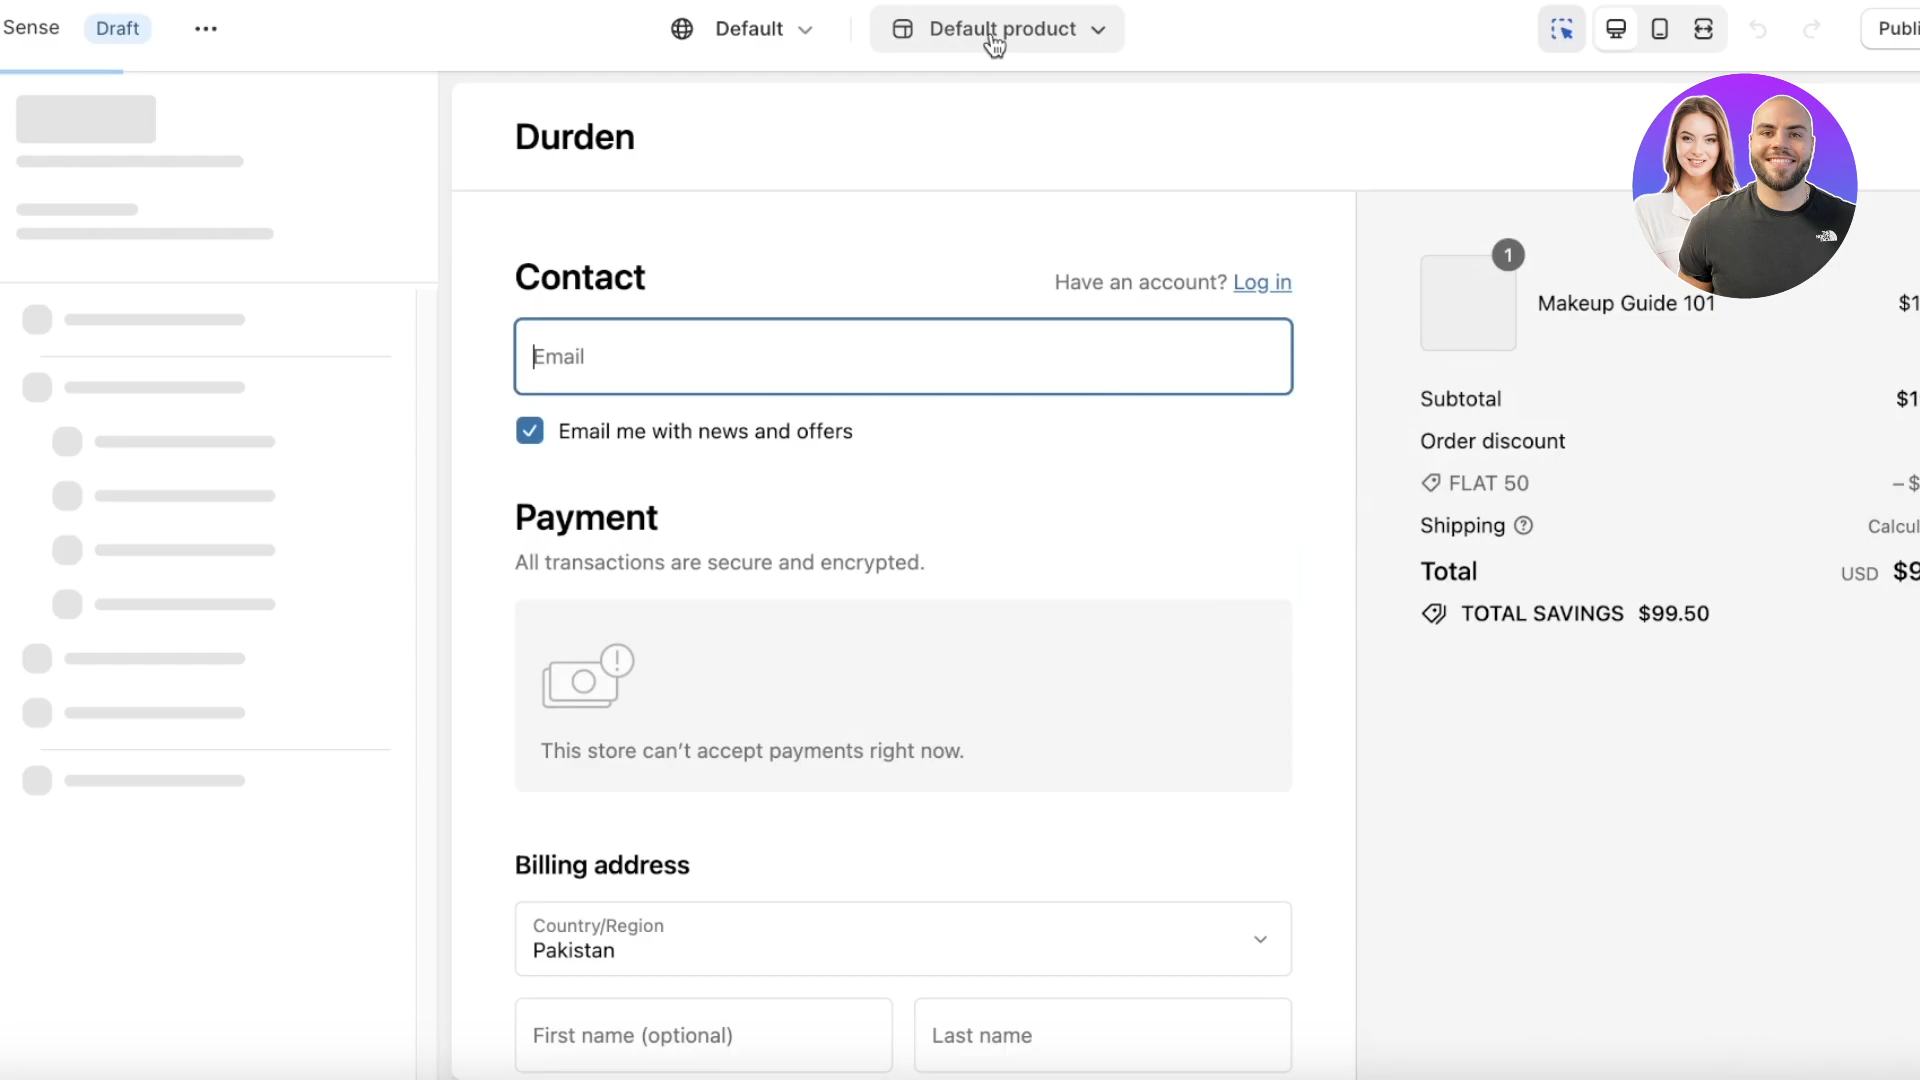 Sense Draft Default Default product Publi
Durden
Contact
Have an account? Log in
Email
Email me with news and offers
Payment
All transactions are secure and encrypted.
This store can't accept payments right now.
Billing address
Country/Region
Pakistan
First name (optional) Last name
1
Makeup Guide 101 $1
Subtotal $1
Order discount
FLAT 50 –$
Shipping Calcul
Total USD $9
TOTAL SAVINGS $99.50